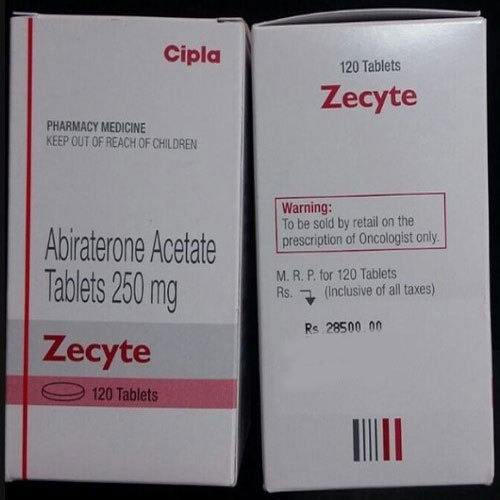 Cipla
PHARMACY MEDICINE
KEEP OUT OF REACH OF CHILDREN
Abiraterone Acetate
Tablets 250 mg
Zecyte
120 Tablets
120 Tablets
Zecyte
Warning:
To be sold by retail on the
prescription of Oncologist only.
M. R. P. for 120 Tablets
Rs. (Inclusive of all taxes)
Rs 28500.00